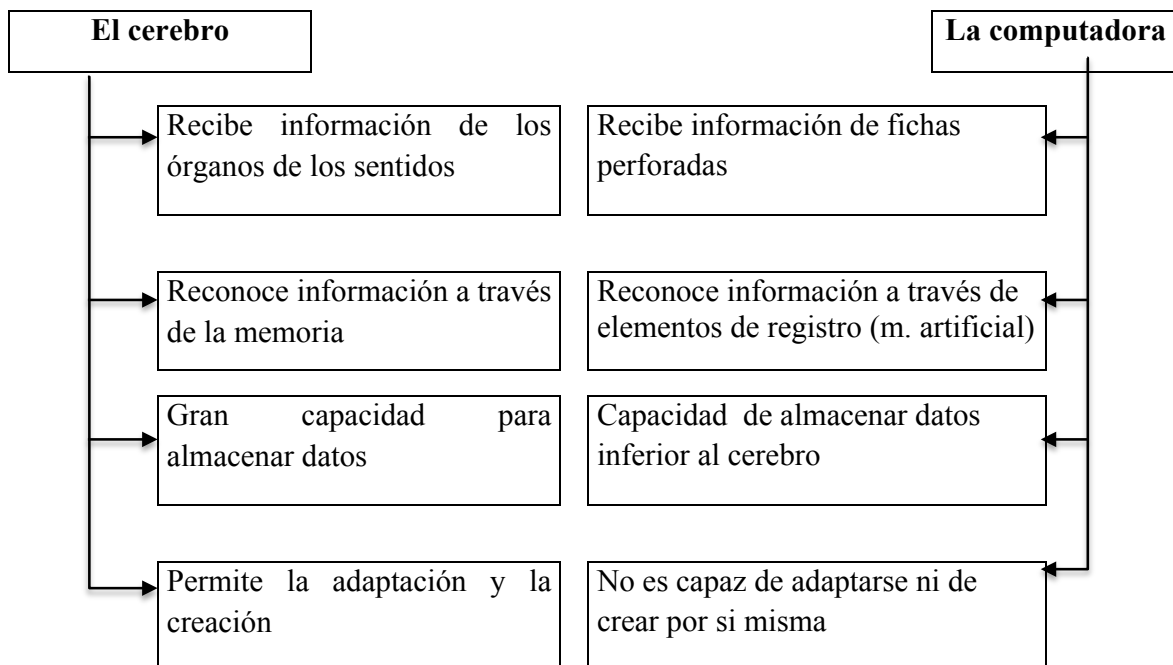 El cerebro
La computadora
Recibe información de los
órganos de los sentidos
Recibe información de fichas
perforadas
Reconoce información a través
de la memoria
Reconoce información a través de
elementos de registro (m. artificial)
Gran capacidad para
almacenar datos
Capacidad de almacenar datos
inferior al cerebro
Permite la adaptación y la
creación
No es capaz de adaptarse ni de
crear por si misma